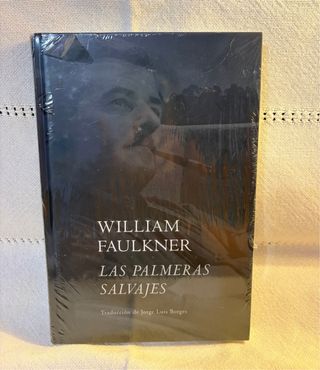 WILLIAM
FAULKNER
LAS PALMERAS
SALVAJES
Traducción de Jorge Luis Borges